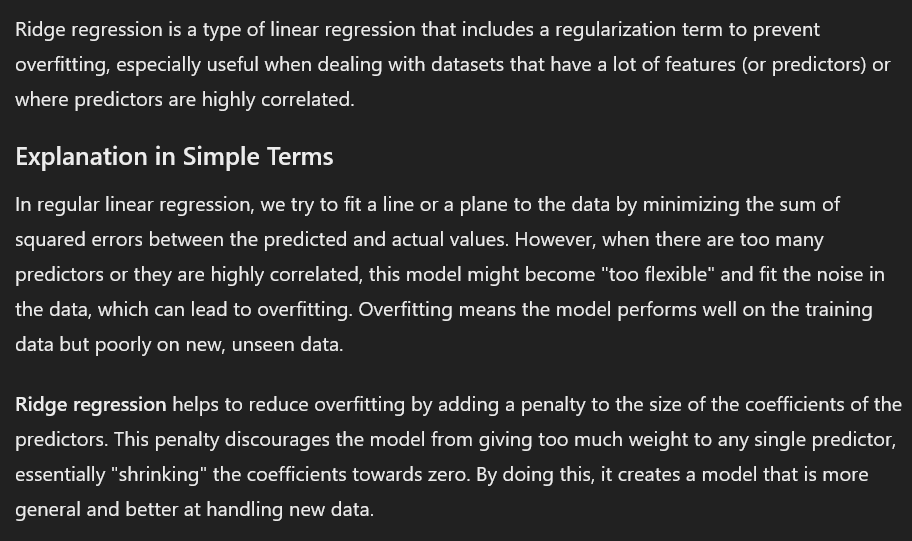 Ridge regression is a type of linear regression that includes a regularization term to prevent
overfitting, especially useful when dealing with datasets that have a lot of features (or predictors) or
where predictors are highly correlated.
Explanation in Simple Terms
In regular linear regression, we try to fit a line or a plane to the data by minimizing the sum of
squared errors between the predicted and actual values. However, when there are too many
predictors or they are highly correlated, this model might become "too flexible" and fit the noise in
the data, which can lead to overfitting. Overfitting means the model performs well on the training
data but poorly on new, unseen data.
Ridge regression helps to reduce overfitting by adding a penalty to the size of the coefficients of the
predictors. This penalty discourages the model from giving too much weight to any single predictor,
essentially "shrinking" the coefficients towards zero. By doing this, it creates a model that is more
general and better at handling new data.